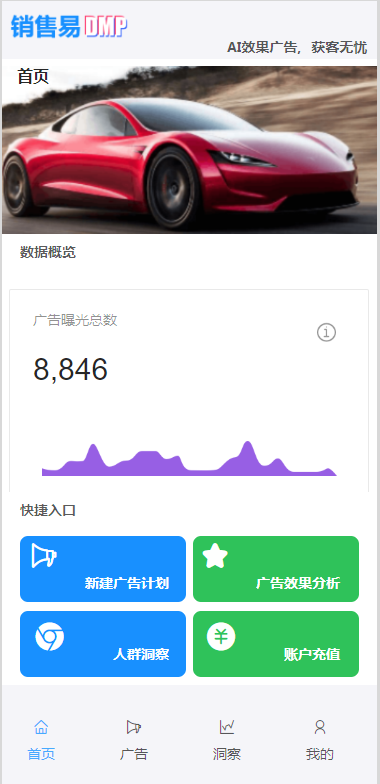 销售易DMP
AI效果广告，获客无忧
首页
数据概览
广告曝光总数
8,846
快捷入口
新建广告计划
广告效果分析
人群洞察
账户充值
首页
广告
洞察
我的